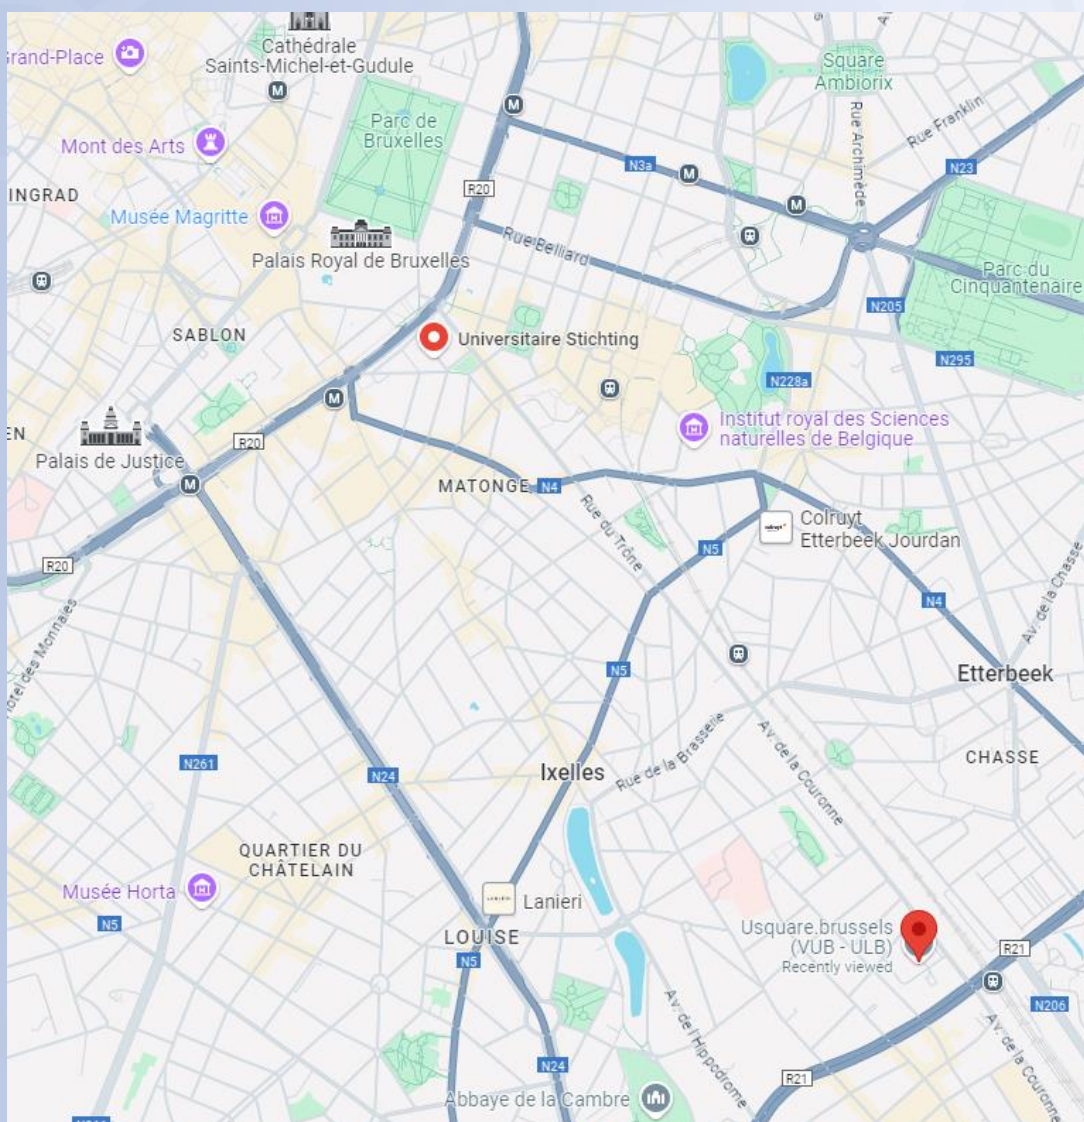 Cathédrale
Saints-Michel-et-Gudule
Grand-Place
M
M
Square
Ambiorix
Parc de
Bruxelles
Rue Franklin
Rue Archimède
Mont des Arts
N3a
M
N23
INGRAD
R20
M
Musée Magritte
Rue Belliard
Palais Royal de Bruxelles
Parc du
Cinquantenaire
N205
SABLON
Universitaire Stichting
N295
N228a
M
EN
R20
Institut royal des Sciences
naturelles de Belgique
Palais de Justice
M
MATONGE
N4
Rue du Trône
Colruyt
Etterbeek Jourdan
N5
R20
Av. de la Chasse
N4
Hôtel des Monnaies
N5
Etterbeek
Av. de la Couronne
Rue de la Brasserie
CHASSE
N261
N24
Ixelles
QUARTIER DU
CHÂTELAIN
Musée Horta
Lanieri
N5
LOUISE
Usquare.brussels
(VUB - ULB)
Recently viewed
R21
N5
N206
Av. de l'Hippodrome
Av. de la Couronne
N24
R21
Abbaye de la Cambre